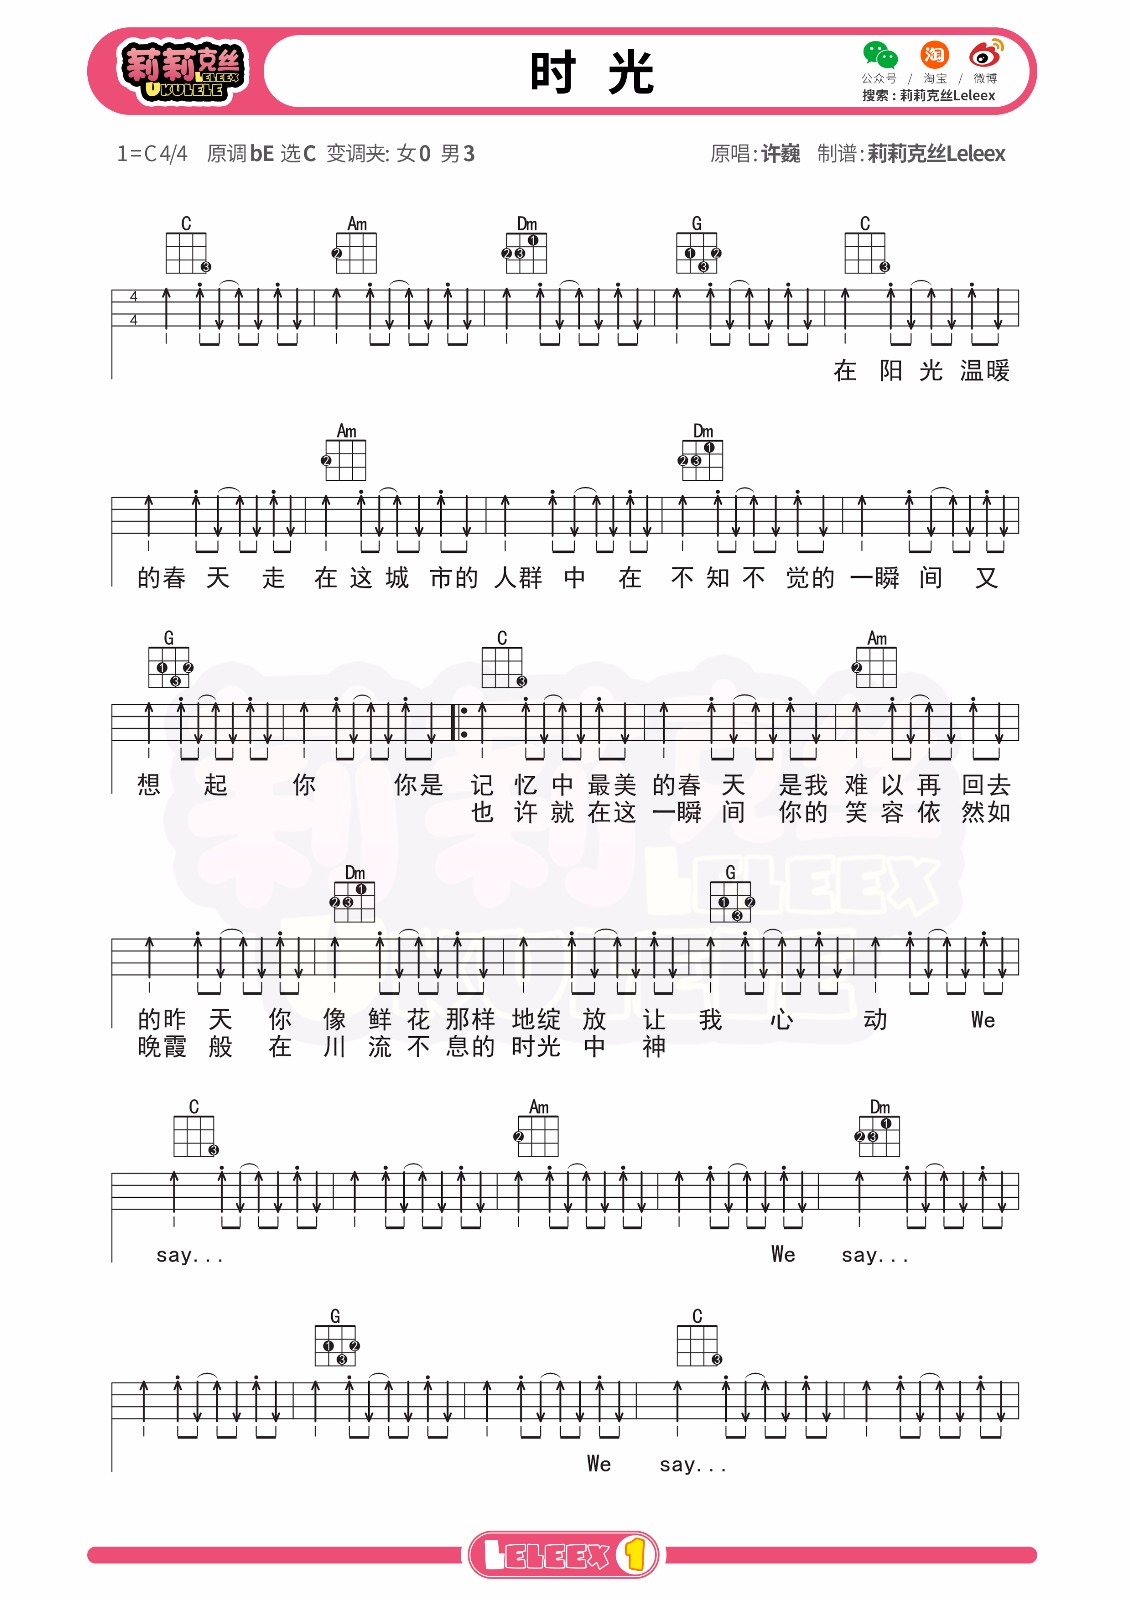 莉莉克丝
LELEEX
UKULELE
时 光
公众号 / 淘宝 / 微博
搜索：莉莉克丝Leleex
1=C 4/4 原调bE 选C 变调夹: 女0 男3
原唱:许巍 制谱:莉莉克丝Leleex
C Am Dm G C
4
4
在 阳 光 温暖
Am Dm
的春 天 走 在 这 城 市的 人群 中 在 不 知 不 觉的 一瞬 间 又
G C Am
想 起 你 你是 记 忆 中 最美 的春 天 是我 难 以 再 回去
也 许 就 在这 一瞬 间 你的 笑 容 依 然如
Dm G
的昨 天 你 像 鲜 花 那样 地绽 放 让 我 心 动 We
晚霞 般 在 川 流 不 息的 时光 中 神
C Am Dm
say... We say...
G C
We say...
LELEEX 1